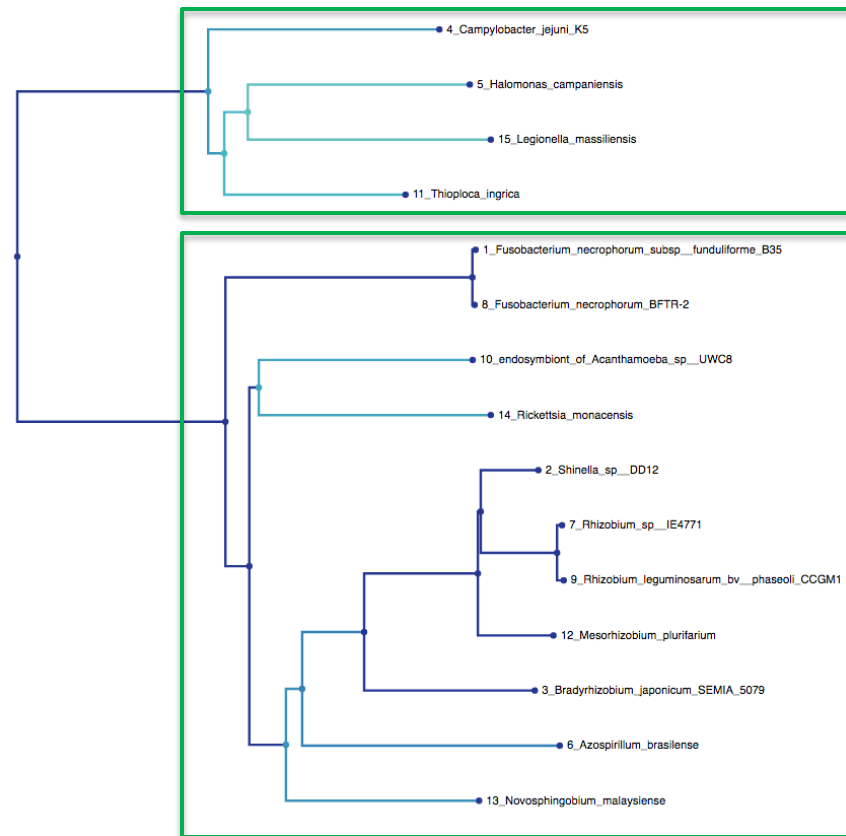 4_Campylobacter_jejuni_K5
5_Halomonas_campaniensis
15_Legionella_massiliensis
11_Thioploca_ingrica
1_Fusobacterium_necrophorum_subsp__funduliforme_B35
8_Fusobacterium_necrophorum_BFTR-2
10_endosymbiont_of_Acanthamoeba_sp__UWC8
14_Rickettsia_monacensis
2_Shinella_sp__DD12
7_Rhizobium_sp__IE4771
9_Rhizobium_leguminosarum_bv__phaseoli_CCGM1
12_Mesorhizobium_plurifarium
3_Bradyrhizobium_japonicum_SEMIA_5079
6_Azospirillum_brasilense
13_Novosphingobium_malaysiense